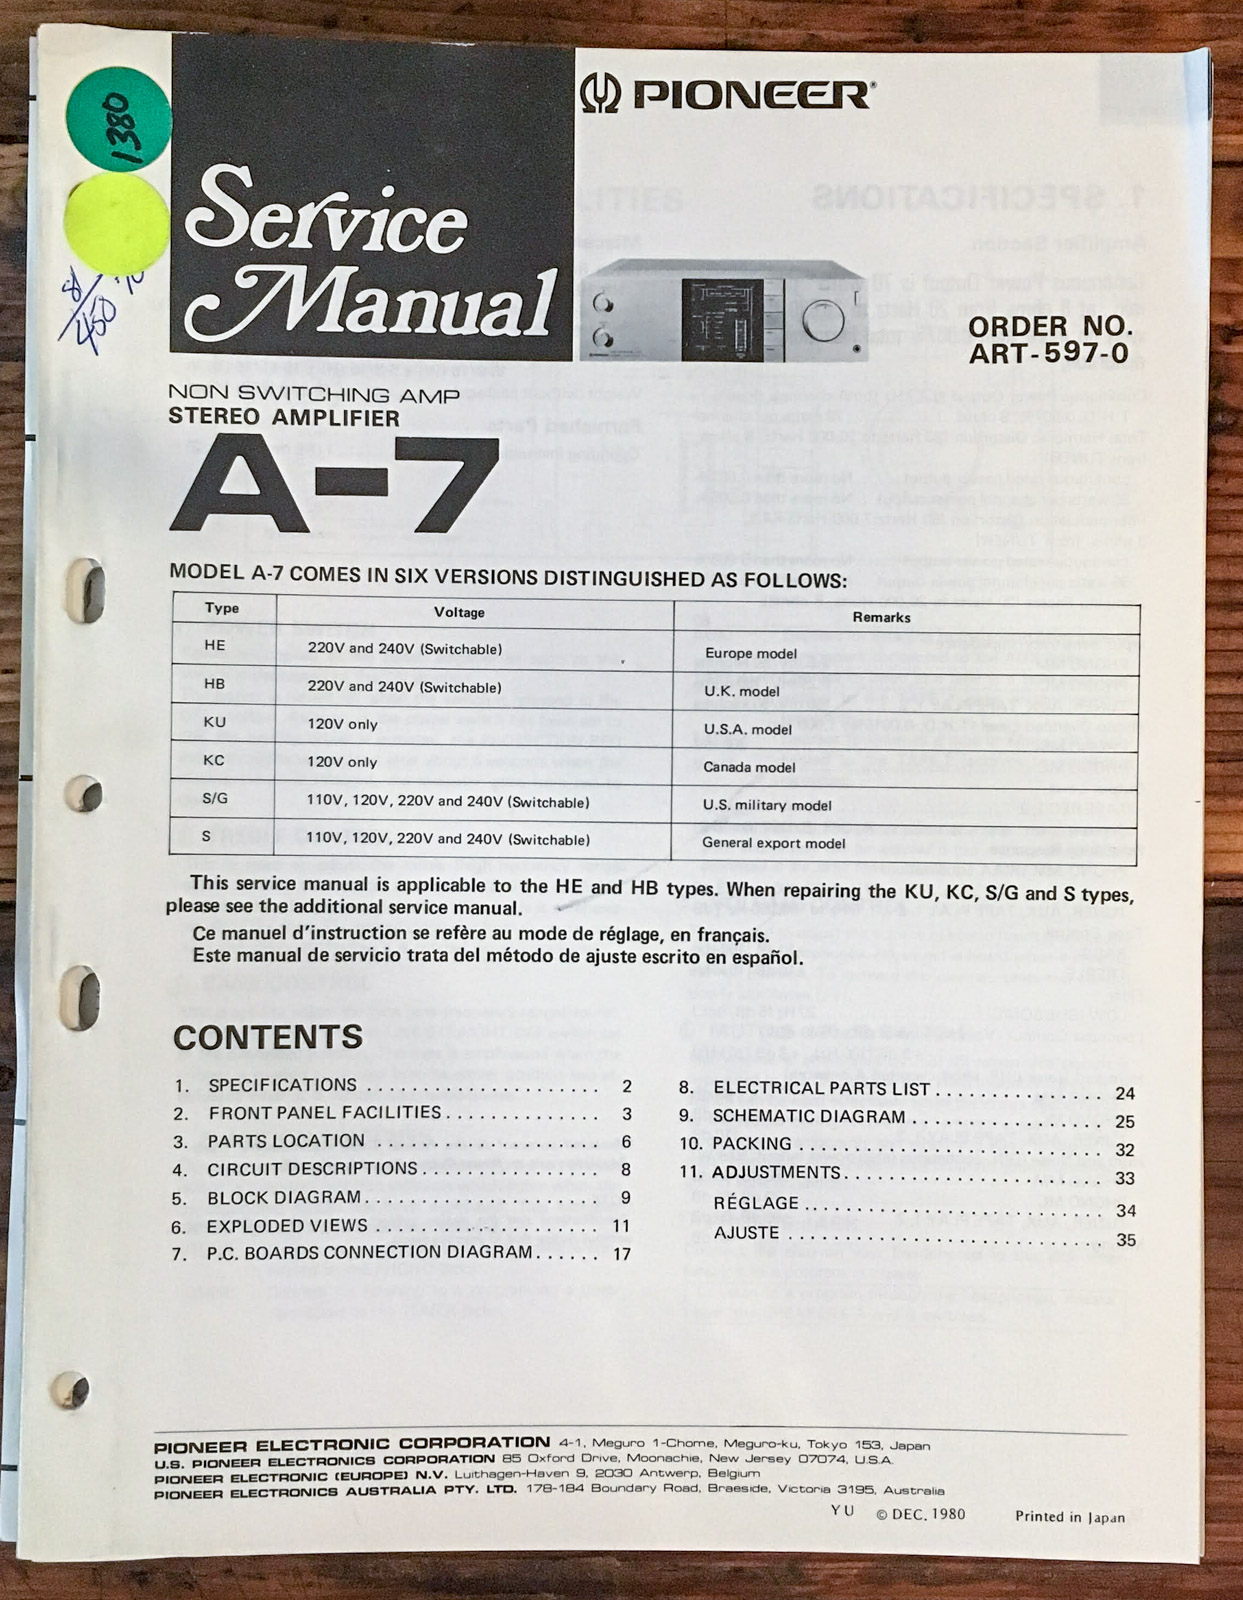 1380
81
450
PIONEER®
Service
Manual
ORDER NO.
ART-597-0
NON SWITCHING AMP
STEREO AMPLIFIER
A-7
MODEL A-7 COMES IN SIX VERSIONS DISTINGUISHED AS FOLLOWS:
Type Voltage Remarks
HE 220V and 240V (Switchable) Europe model
HB 220V and 240V (Switchable) U.K. model
KU 120V only U.S.A. model
KC 120V only Canada model
S/G 110V, 120V, 220V and 240V (Switchable) U.S. military model
S 110V, 120V, 220V and 240V (Switchable) General export model
This service manual is applicable to the HE and HB types. When repairing the KU, KC, S/G and S types,
please see the additional service manual.
Ce manuel d'instruction se refère au mode de réglage, en français.
Este manual de servicio trata del método de ajuste escrito en español.
CONTENTS
1. SPECIFICATIONS .......................... 2
2. FRONT PANEL FACILITIES .................. 3
3. PARTS LOCATION .......................... 6
4. CIRCUIT DESCRIPTIONS .................... 8
5. BLOCK DIAGRAM ........................... 9
6. EXPLODED VIEWS .......................... 11
7. P.C. BOARDS CONNECTION DIAGRAM ...... 17
8. ELECTRICAL PARTS LIST ................ 24
9. SCHEMATIC DIAGRAM .................... 25
10. PACKING ............................. 32
11. ADJUSTMENTS .......................... 33
RÉGLAGE ............................. 34
AJUSTE .............................. 35
PIONEER ELECTRONIC CORPORATION 4-1, Meguro 1-Chome, Meguro-ku, Tokyo 153, Japan
U.S. PIONEER ELECTRONICS CORPORATION 85 Oxford Drive, Moonachie, New Jersey 07074, U.S.A.
PIONEER ELECTRONIC (EUROPE) N.V. Luithagen-Haven 9, 2030 Antwerp, Belgium
PIONEER ELECTRONICS AUSTRALIA PTY. LTD. 178-184 Boundary Road, Braeside, Victoria 3195, Australia
YU © DEC. 1980 Printed in Japan